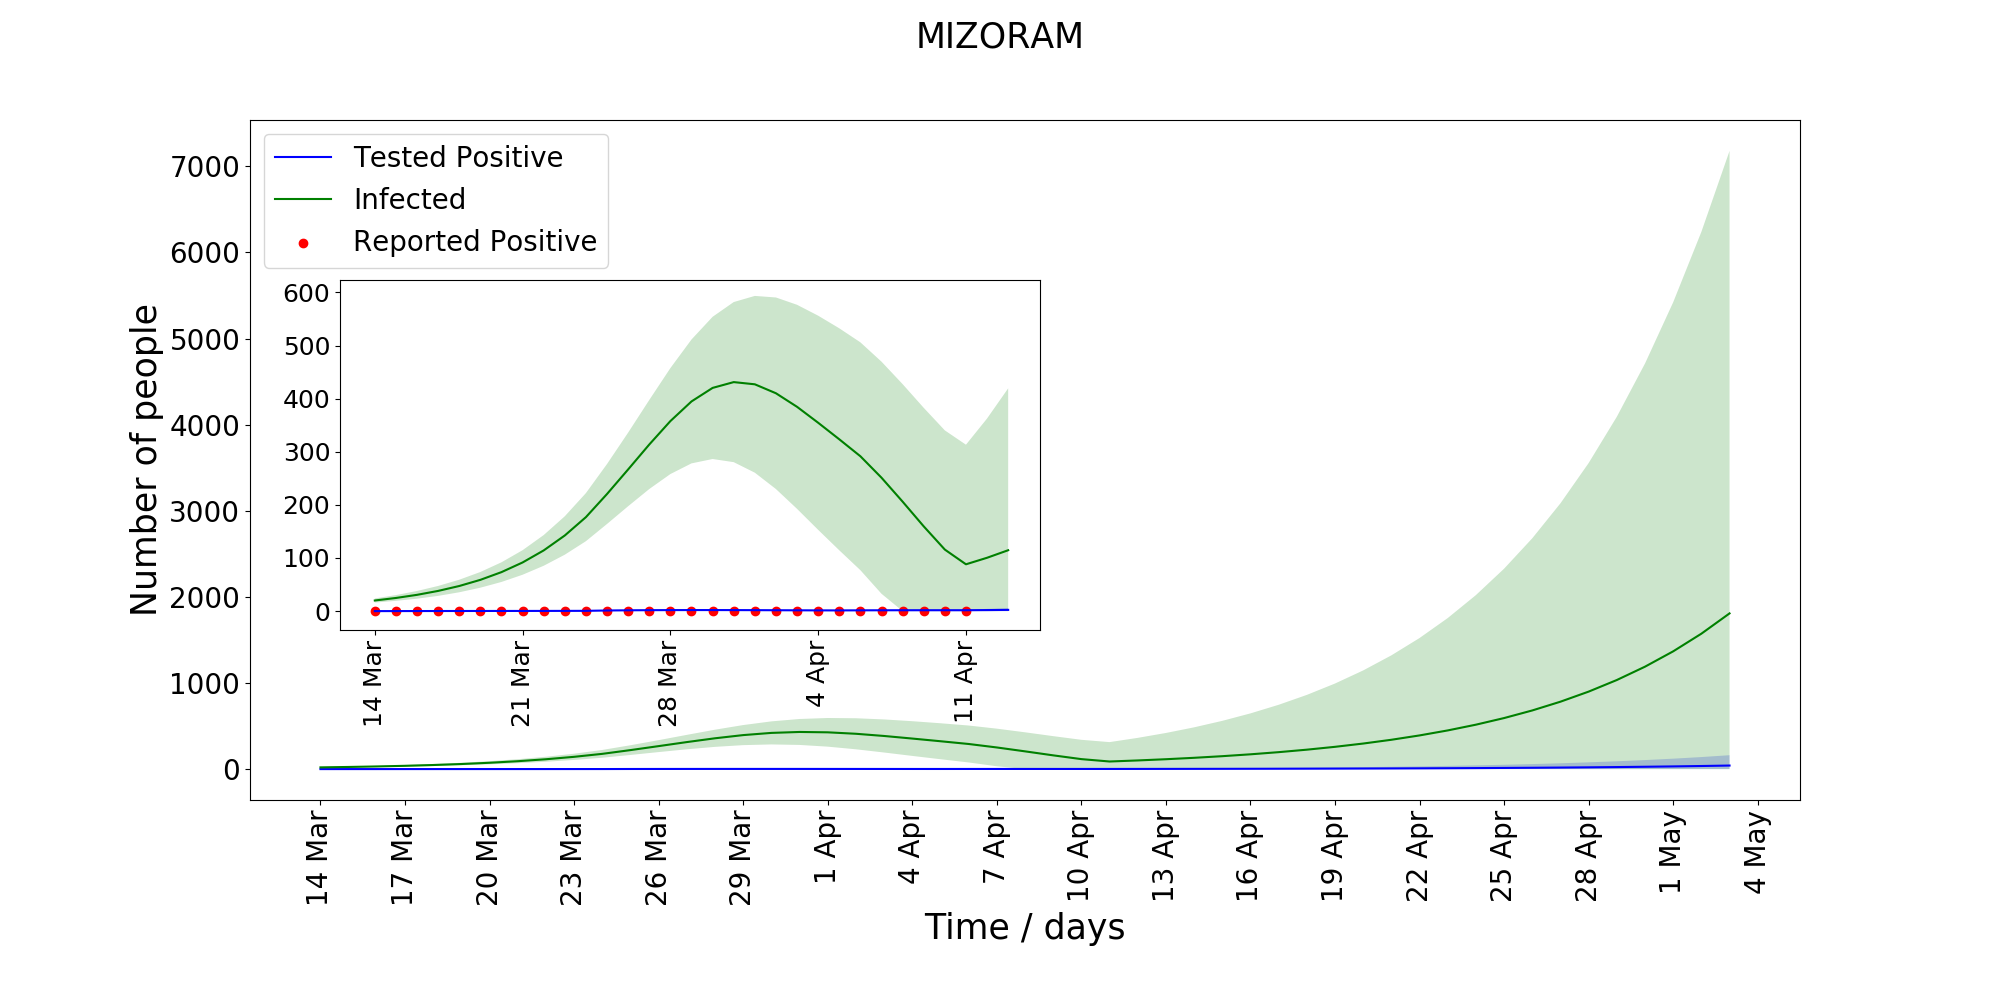 MIZORAM
Tested Positive
Infected
Reported Positive
Number of people
7000
6000
5000
4000
3000
2000
1000
0
600
500
400
300
200
100
0
14 Mar
21 Mar
28 Mar
4 Apr
11 Apr
14 Mar
17 Mar
20 Mar
23 Mar
26 Mar
29 Mar
1 Apr
4 Apr
7 Apr
10 Apr
13 Apr
16 Apr
19 Apr
22 Apr
25 Apr
28 Apr
1 May
4 May
Time / days